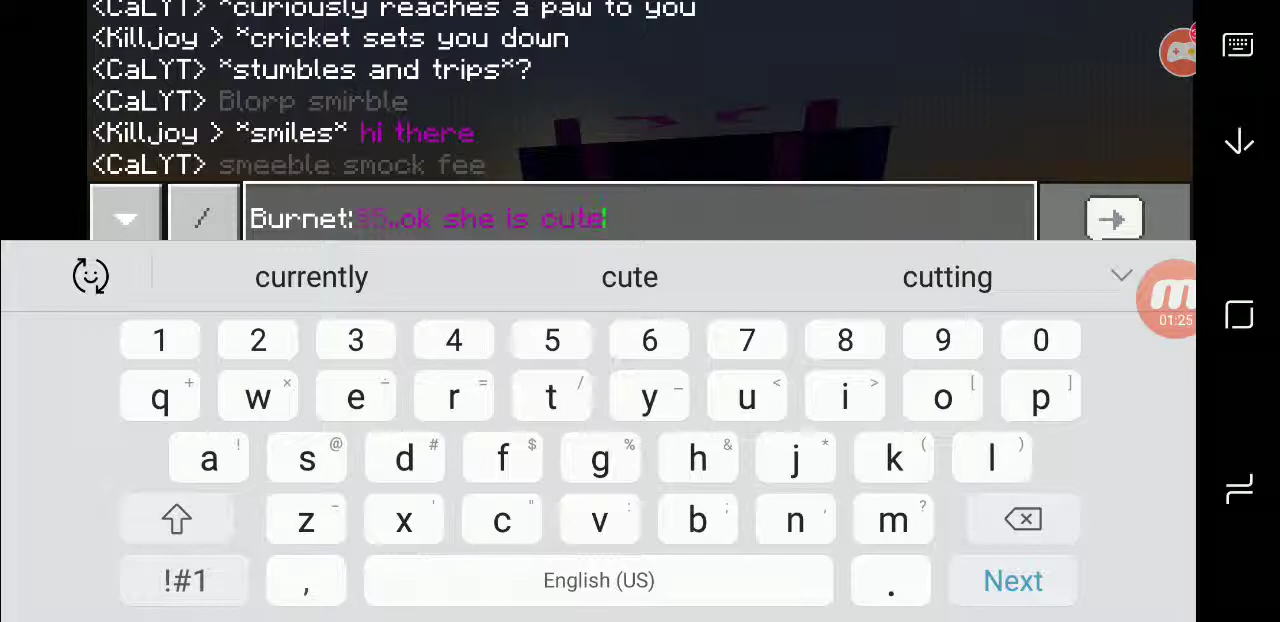 <CaLYT> *curiously reaches a paw to you
<Killjoy > *cricket sets you down
<CaLYT> *stumbles and trips*?
<CaLYT> Blorp smirble
<Killjoy > *smiles* hi there
<CaLYT> smeeble smock fee
/ Burnet:§5..ok she is cute
currently cute cutting
01:25
1 2 3 4 5 6 7 8 9 0
q + w × e ÷ r = t / y _ u < i > o [ p ]
a ! s @ d # f $ g % h & j * k ( l )
z - x ' c " v : b ; n , m ?
!#1 , English (US) . Next